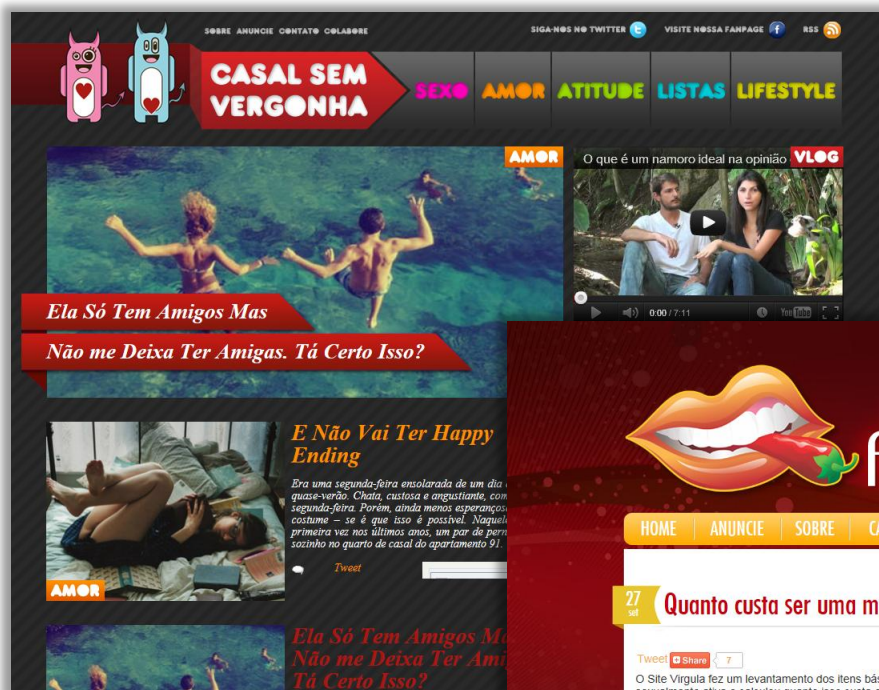 SOBRE ANUNCIE CONTATO COLABORE
SIGA-NOS NO TWITTER VISITE NOSSA FANPAGE RSS
CASAL SEM
VERGONHA
SEXO AMOR ATITUDE LISTAS LIFESTYLE
AMOR
O que é um namoro ideal na opinião
VLOG
Ela Só Tem Amigos Mas
0:00 / 7:11
YouTube
Não me Deixa Ter Amigas. Tá Certo Isso?
E Não Vai Ter Happy
Ending
Era uma segunda-feira ensolarada de um dia
quase-verão. Chata, custosa e angustiante, com
segunda-feira. Porém, ainda menos esperanços
costume – se é que isso é possível. Naquel
primeira vez nos últimos anos, um par de pern
sozinho no quarto de casal do apartamento 91.
Tweet
AMOR
Ela Só Tem Amigos M
Não me Deixa Ter Ami
Tá Certo Isso?
f
HOME ANUNCIE SOBRE CA
27
set
Quanto custa ser uma m
Tweet Share 7
O Site Virgula fez um levantamento dos itens bás